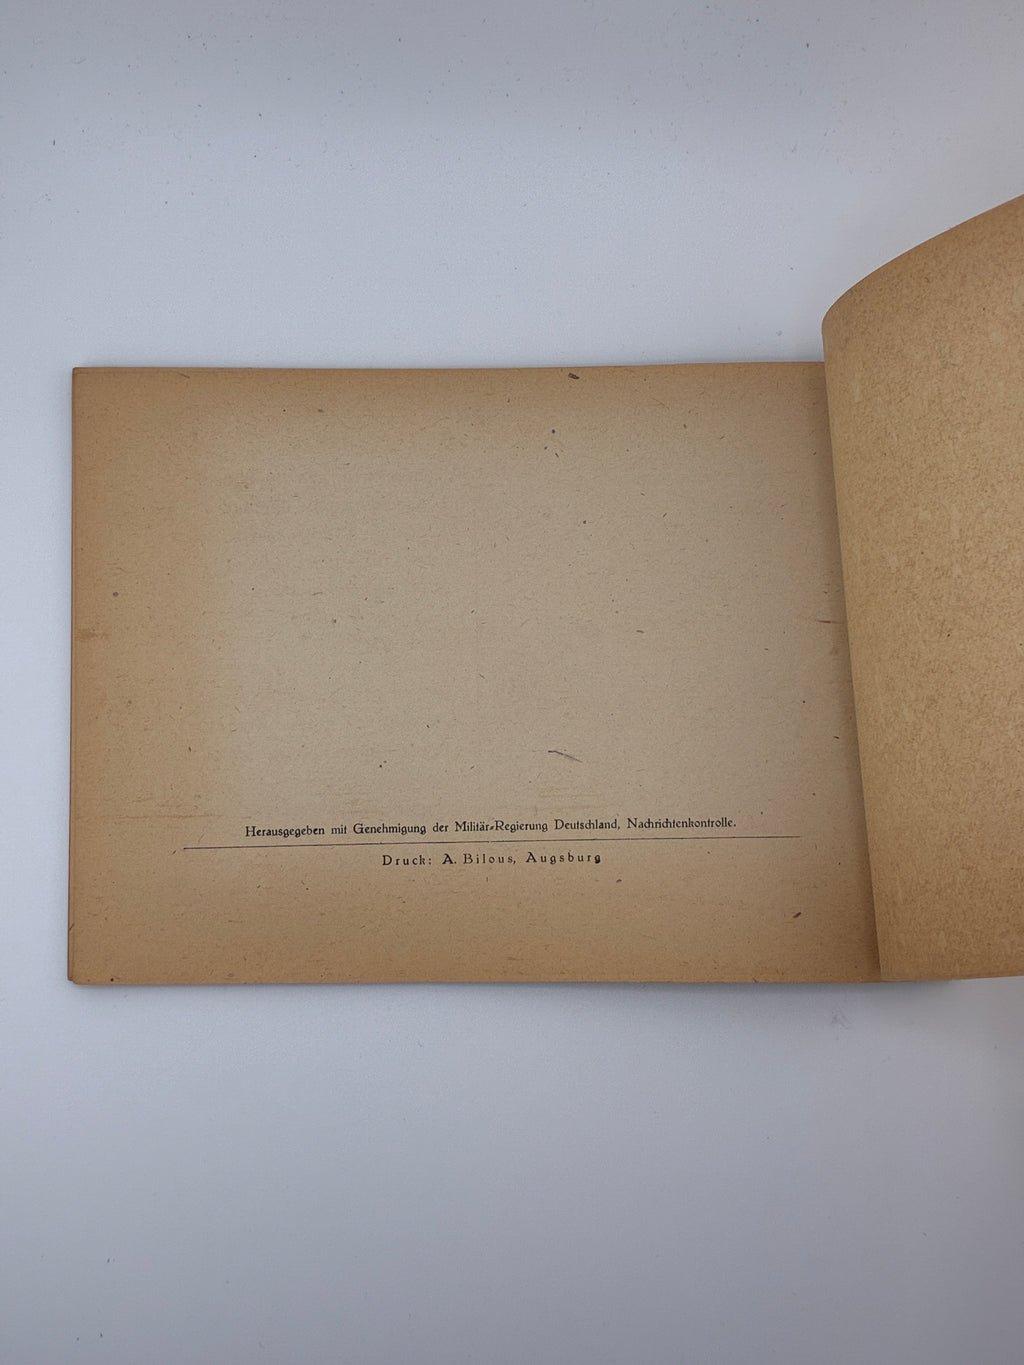 Herausgegeben mit Genehmigung der Militär-Regierung Deutschland, Nachrichtenkontrolle.
Druck: A. Bilous, Augsburg